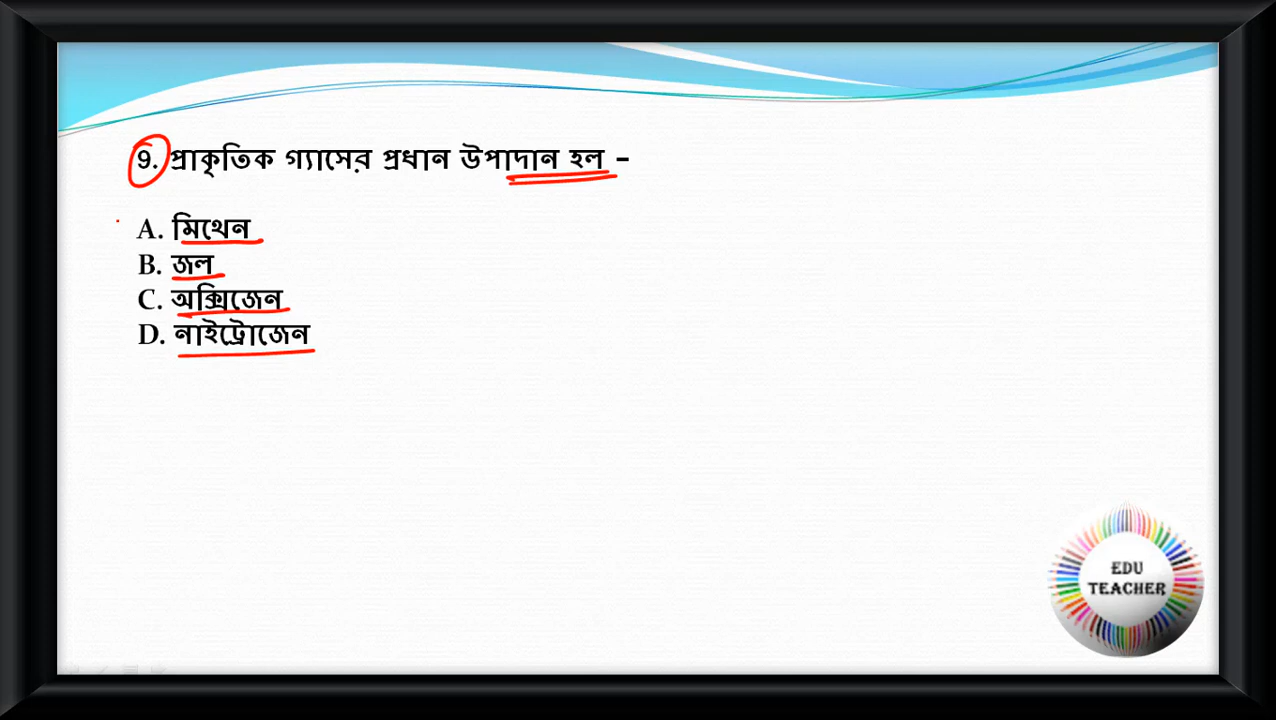 9. প্রাকৃতিক গ্যাসের প্রধান উপাদান হল –
A. মিথেন
B. জল
C. অক্সিজেন
D. নাইট্রোজেন
EDU
TEACHER